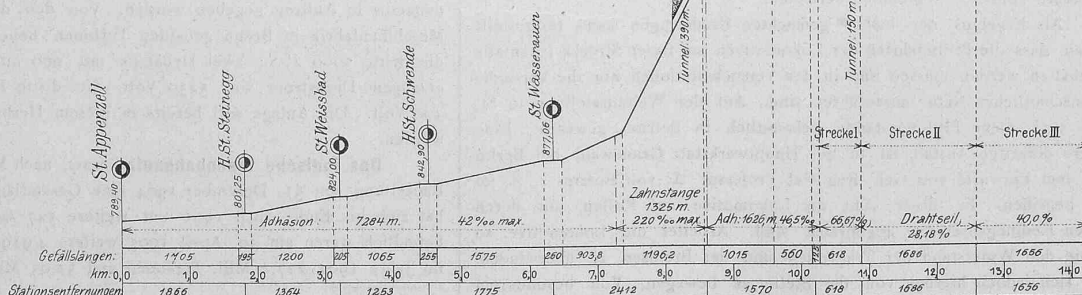 St. Appenzell
789,40
H.St. Steinegg
801,25
St. Weissbad
824,00
H.St. Schwende
842,90
St. Wasserauen
877,06
Tunnel: 390 m.
Tunnel: 160 m
Strecke I
Strecke II
Strecke III
Adhäsion: 7284 m. 42 ‰ max.
Zahnstange
1325 m.
220 ‰ max
Adh: 1626 m, 46,5‰
66,67%
Drahtseil,
28,18 %
40,0 %
Gefällslängen: 1705 195 1200 205 1065 255 1575 260 903,8 1196,2 1015 560 122 618 1686 1656
km: 0,0 1,0 2,0 3,0 4,0 5,0 6,0 7,0 8,0 9,0 10,0 11,0 12,0 13,0 14,0
Stationsentfernungen 1866 1364 1253 1775 2412 1570 618 1686 1656